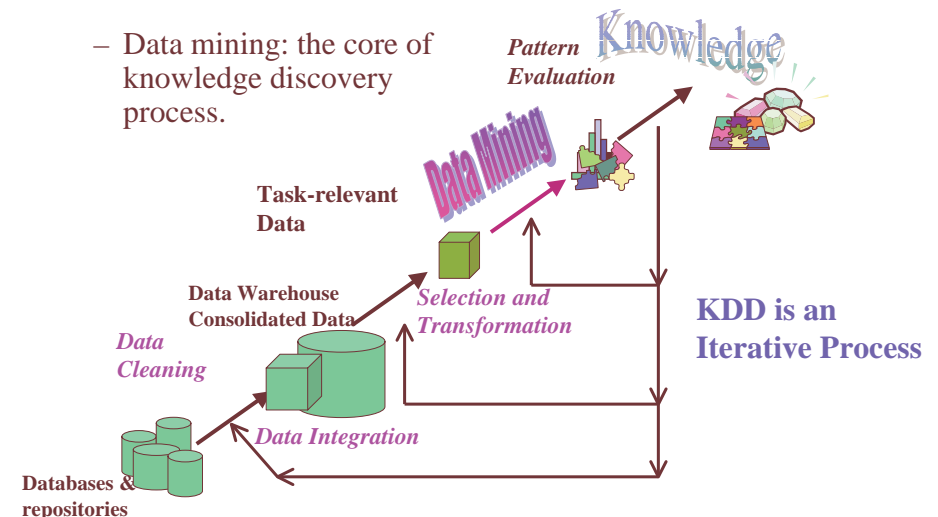 – Data mining: the core of
knowledge discovery
process.
Pattern
Evaluation
Knowledge
Data Mining
Task-relevant
Data
Data Warehouse
Consolidated Data
Selection and
Transformation
KDD is an
Iterative Process
Data
Cleaning
Data Integration
Databases &
repositories